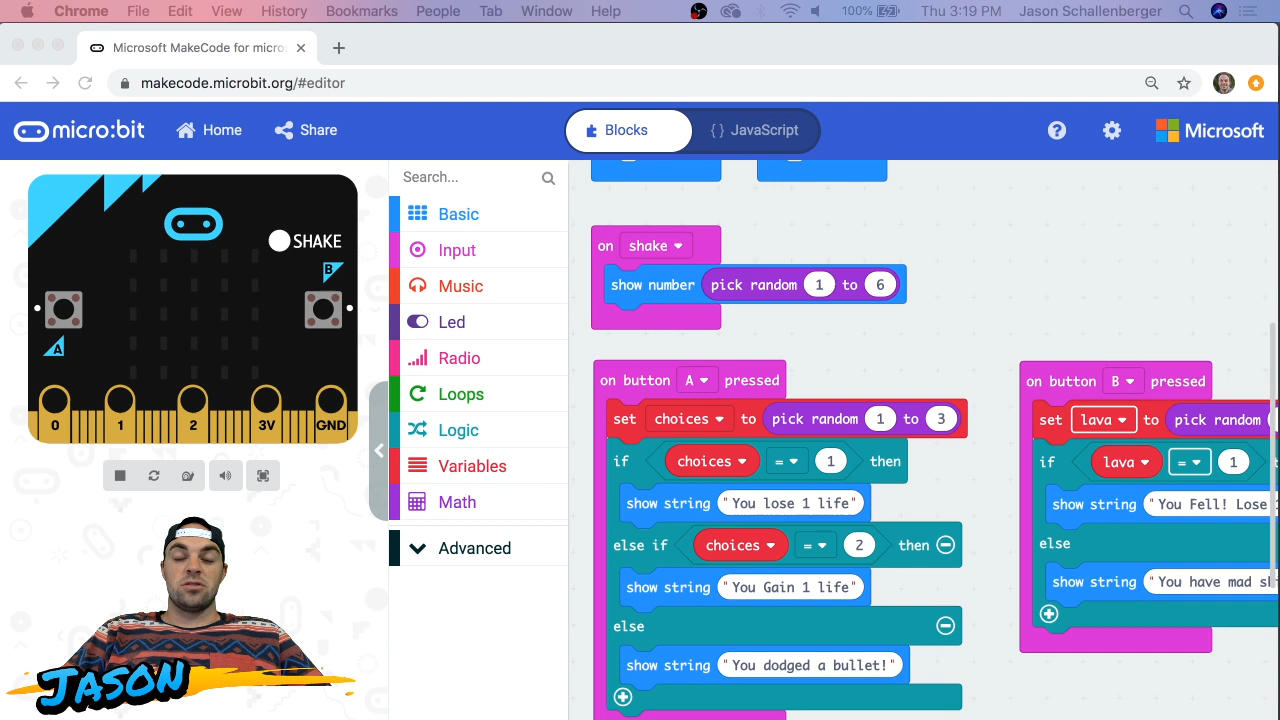 Chrome File Edit View History Bookmarks People Tab Window Help 100% Thu 3:19 PM Jason Schallenberger
Microsoft MakeCode for micro:
makecode.microbit.org/#editor
micro:bit Home Share Blocks {} JavaScript Microsoft
Search...
Basic
Input
Music
Led
Radio
Loops
Logic
Variables
Math
Advanced
SHAKE
B
A
0 1 2 3V GND
on shake
show number pick random 1 to 6
on button A pressed
set choices to pick random 1 to 3
if choices = 1 then
show string "You lose 1 life"
else if choices = 2 then
show string "You Gain 1 life"
else
show string "You dodged a bullet!"
on button B pressed
set lava to pick random
if lava = 1
show string "You Fell! Lose
else
show string "You have mad
JASON